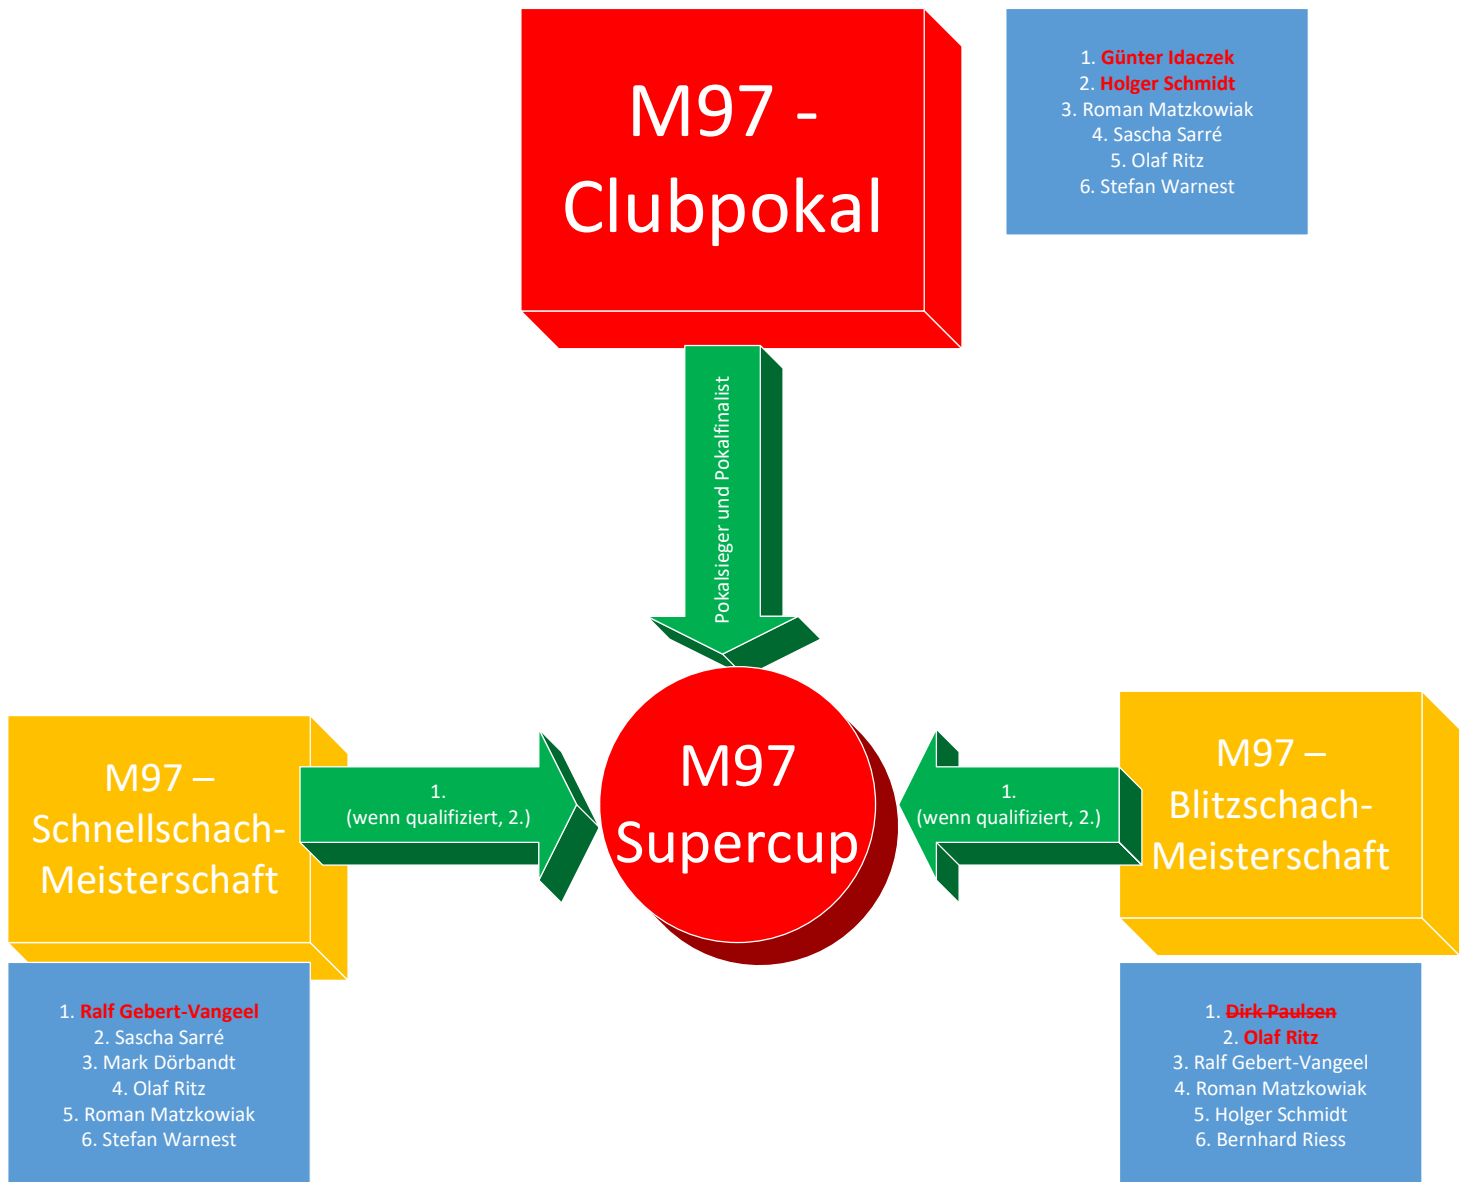 M97 -
Clubpokal
1. Günter Idaczek
2. Holger Schmidt
3. Roman Matzkowiak
4. Sascha Sarré
5. Olaf Ritz
6. Stefan Warnest
Pokalsieger und Pokalfinalist
M97 –
Schnellschach-
Meisterschaft
1.
(wenn qualifiziert, 2.)
M97
Supercup
1.
(wenn qualifiziert, 2.)
M97 –
Blitzschach-
Meisterschaft
1. Ralf Gebert-Vangeel
2. Sascha Sarré
3. Mark Dörbandt
4. Olaf Ritz
5. Roman Matzkowiak
6. Stefan Warnest
1. Dirk Paulsen
2. Olaf Ritz
3. Ralf Gebert-Vangeel
4. Roman Matzkowiak
5. Holger Schmidt
6. Bernhard Riess